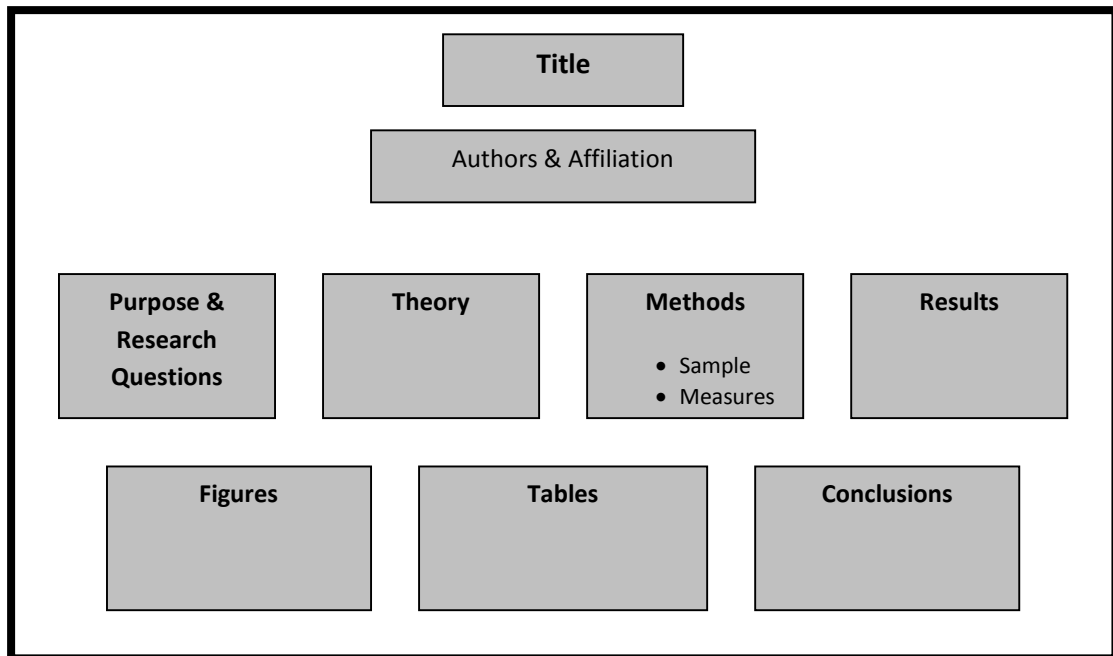 Title
Authors & Affiliation
Purpose &
Research
Questions
Theory
Methods
• Sample
• Measures
Results
Figures
Tables
Conclusions